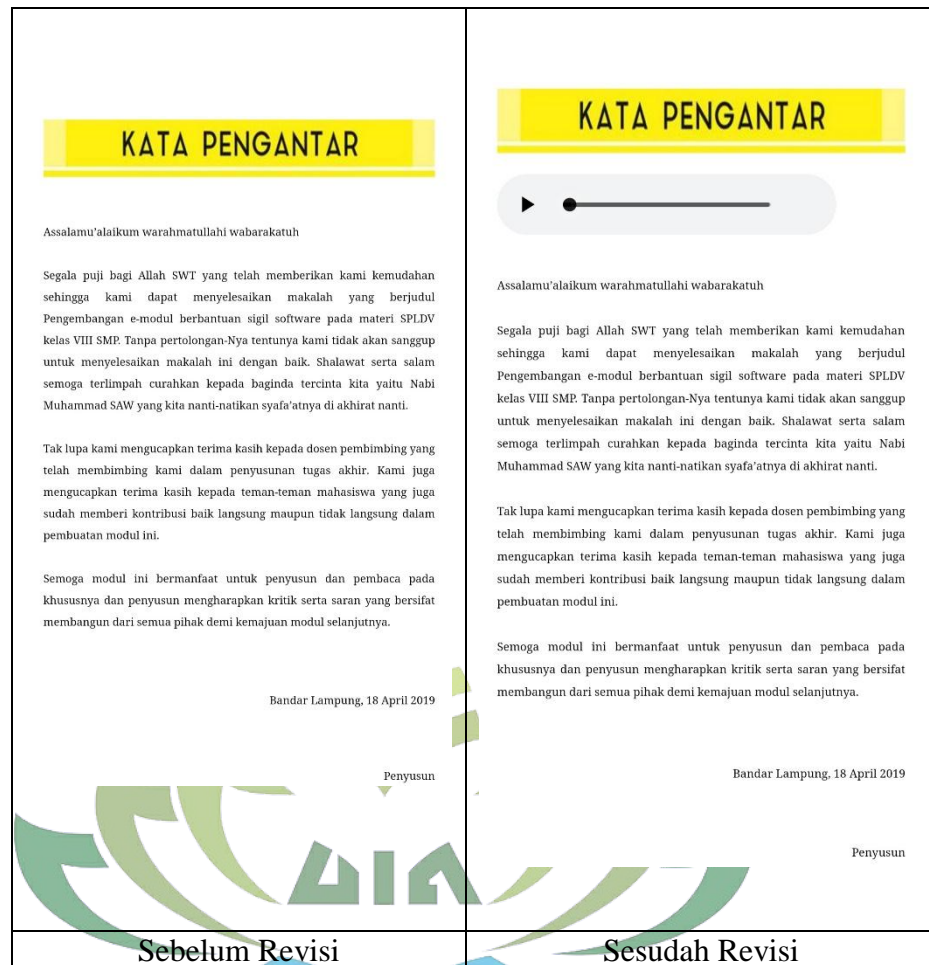 KATA PENGANTAR
Assalamu'alaikum warahmatullahi wabarakatuh
Segala puji bagi Allah SWT yang telah memberikan kami kemudahan
sehingga kami dapat menyelesaikan makalah yang berjudul
Pengembangan e-modul berbantuan sigil software pada materi SPLDV
kelas VIII SMP. Tanpa pertolongan-Nya tentunya kami tidak akan sanggup
untuk menyelesaikan makalah ini dengan baik. Shalawat serta salam
semoga terlimpah curahkan kepada baginda tercinta kita yaitu Nabi
Muhammad SAW yang kita nanti-natikan syafa'atnya di akhirat nanti.
Tak lupa kami mengucapkan terima kasih kepada dosen pembimbing yang
telah membimbing kami dalam penyusunan tugas akhir. Kami juga
mengucapkan terima kasih kepada teman-teman mahasiswa yang juga
sudah memberi kontribusi baik langsung maupun tidak langsung dalam
pembuatan modul ini.
Semoga modul ini bermanfaat untuk penyusun dan pembaca pada
khususnya dan penyusun mengharapkan kritik serta saran yang bersifat
membangun dari semua pihak demi kemajuan modul selanjutnya.
Bandar Lampung, 18 April 2019
Penyusun
Sebelum Revisi
KATA PENGANTAR
Assalamu'alaikum warahmatullahi wabarakatuh
Segala puji bagi Allah SWT yang telah memberikan kami kemudahan
sehingga kami dapat menyelesaikan makalah yang berjudul
Pengembangan e-modul berbantuan sigil software pada materi SPLDV
kelas VIII SMP. Tanpa pertolongan-Nya tentunya kami tidak akan sanggup
untuk menyelesaikan makalah ini dengan baik. Shalawat serta salam
semoga terlimpah curahkan kepada baginda tercinta kita yaitu Nabi
Muhammad SAW yang kita nanti-natikan syafa'atnya di akhirat nanti.
Tak lupa kami mengucapkan terima kasih kepada dosen pembimbing yang
telah membimbing kami dalam penyusunan tugas akhir. Kami juga
mengucapkan terima kasih kepada teman-teman mahasiswa yang juga
sudah memberi kontribusi baik langsung maupun tidak langsung dalam
pembuatan modul ini.
Semoga modul ini bermanfaat untuk penyusun dan pembaca pada
khususnya dan penyusun mengharapkan kritik serta saran yang bersifat
membangun dari semua pihak demi kemajuan modul selanjutnya.
Bandar Lampung, 18 April 2019
Penyusun
Sesudah Revisi